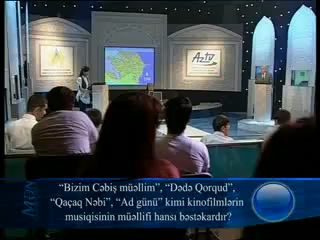 AzTV
"Bizim Cəbiş müəllim", "Dədə Qorqud",
"Qaçaq Nəbi", "Ad günü" kimi kinofilmlərin
musiqisinin müəllifi hansı bəstəkardır?